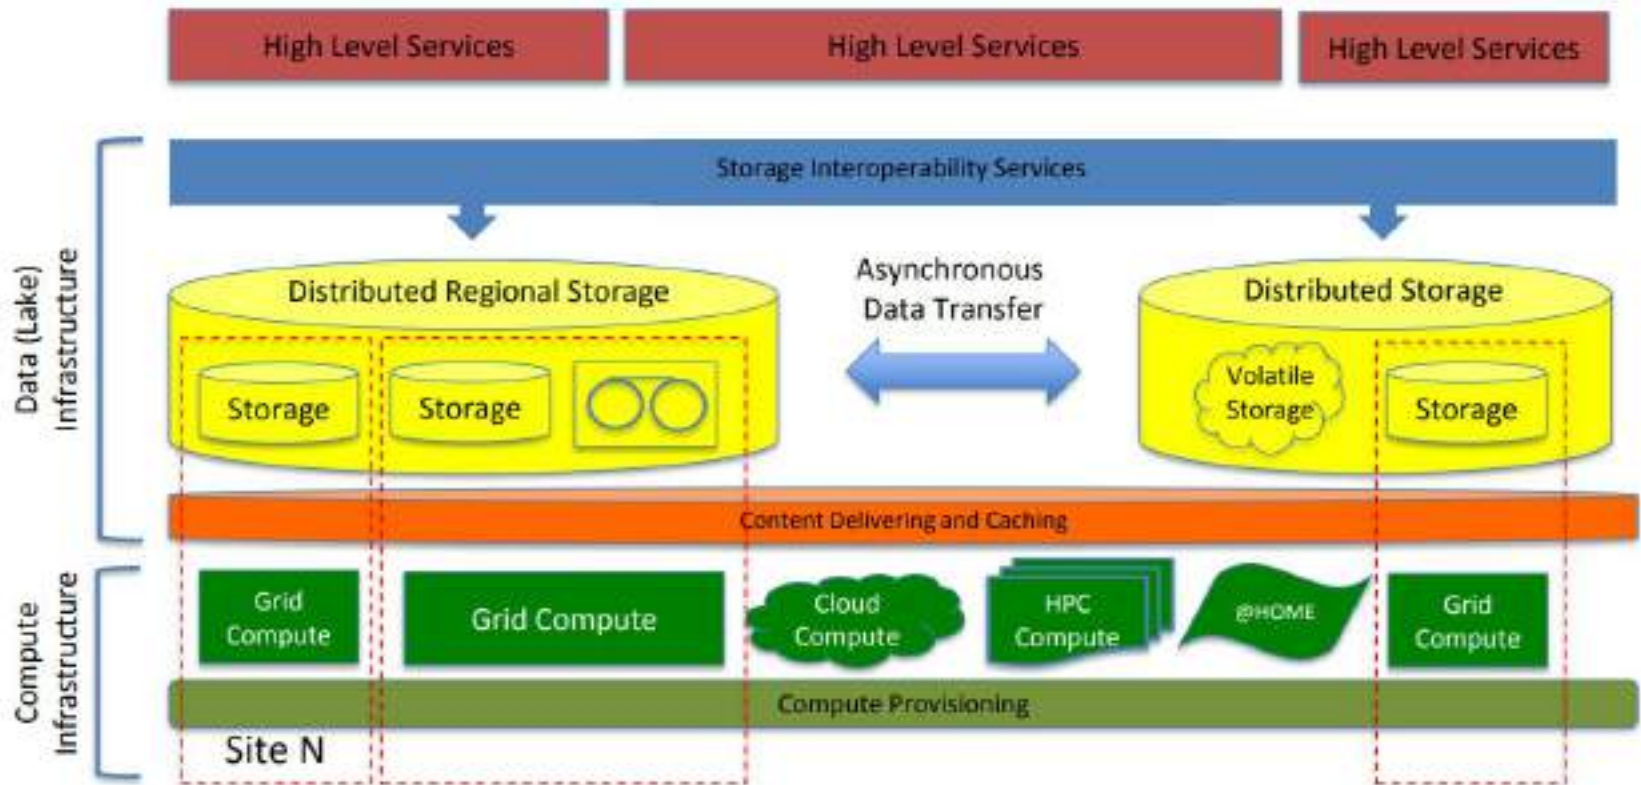 High Level Services
High Level Services
High Level Services
Data (Lake)
Infrastructure
Storage Interoperability Services
Distributed Regional Storage
Asynchronous
Data Transfer
Distributed Storage
Storage
Storage
Volatile
Storage
Storage
Content Delivering and Caching
Compute
Infrastructure
Grid
Compute
Grid Compute
Cloud
Compute
HPC
Compute
@HOME
Grid
Compute
Compute Provisioning
Site N